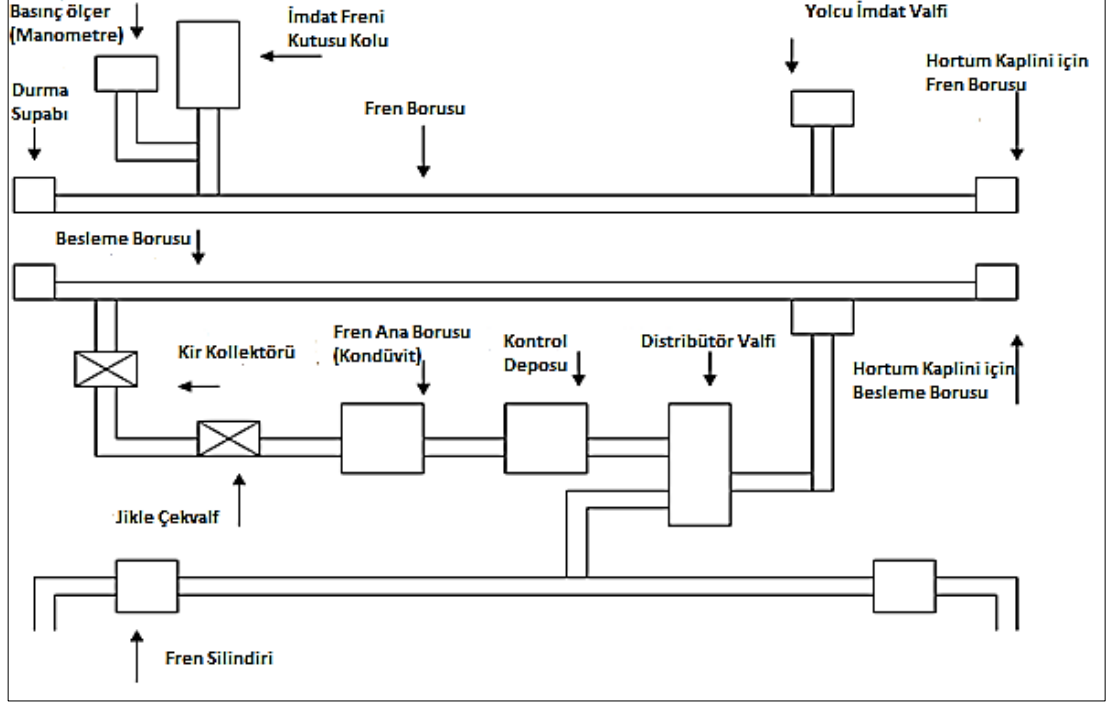 Basınç ölçer
(Manometre)
İmdat Freni
Kutusu Kolu
Yolcu İmdat Valfi
Hortum Kaplini için
Fren Borusu
Durma
Supabı
Fren Borusu
Besleme Borusu
Kir Kollektörü
Fren Ana Borusu
(Kondüvit)
Kontrol
Deposu
Distribütör Valfi
Hortum Kaplini için
Besleme Borusu
Jikle Çekvalf
Fren Silindiri